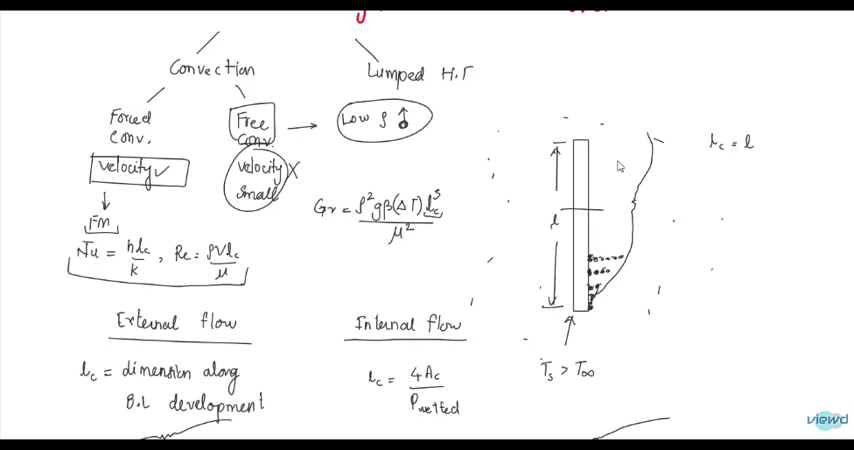 Convection
Lumped H.T
Forced
Conv.
Free
Conv.
Low ρ ↑
velocity ✓
velocity X
small
FM
Gr = ρ²gβ(ΔT)lc³
μ²
Nu = hlc
k
, Re = ρVlc
μ
External flow
Internal flow
lc = dimension along
B.L development
lc = 4Ac
Pwetted
lc = l
l
Ts > T∞
viewd